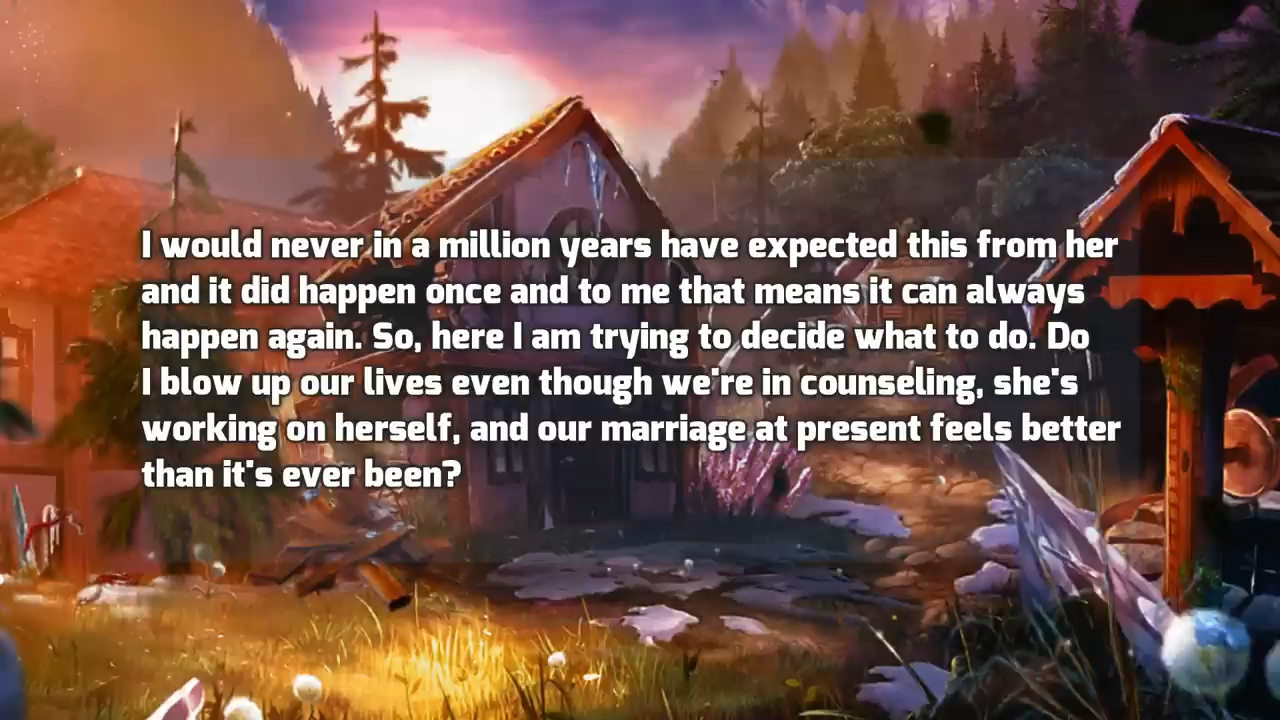 I would never in a million years have expected this from her
and it did happen once and to me that means it can always
happen again. So, here I am trying to decide what to do. Do
I blow up our lives even though we're in counseling, she's
working on herself, and our marriage at present feels better
than it's ever been?